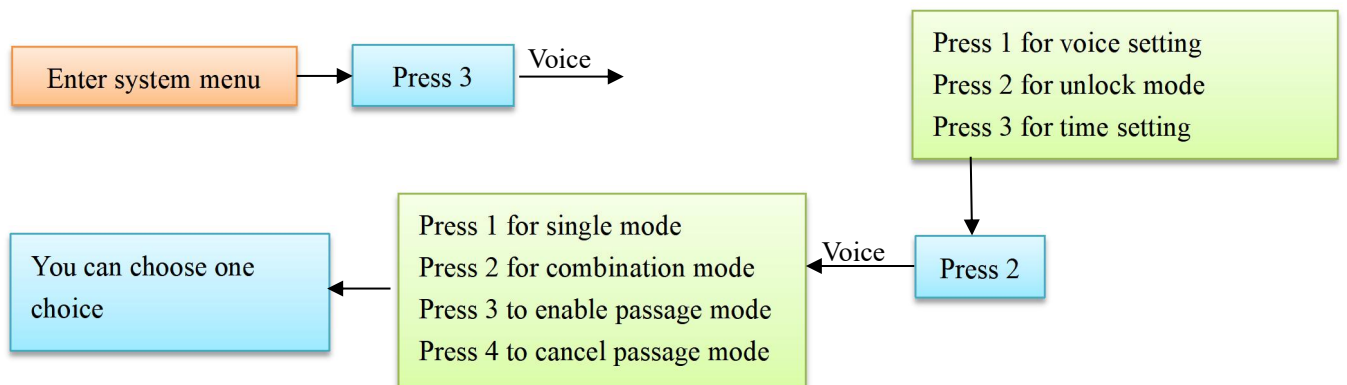 Enter system menu
Press 3
Voice
Press 1 for voice setting
Press 2 for unlock mode
Press 3 for time setting
Press 2
Voice
Press 1 for single mode
Press 2 for combination mode
Press 3 to enable passage mode
Press 4 to cancel passage mode
You can choose one
choice